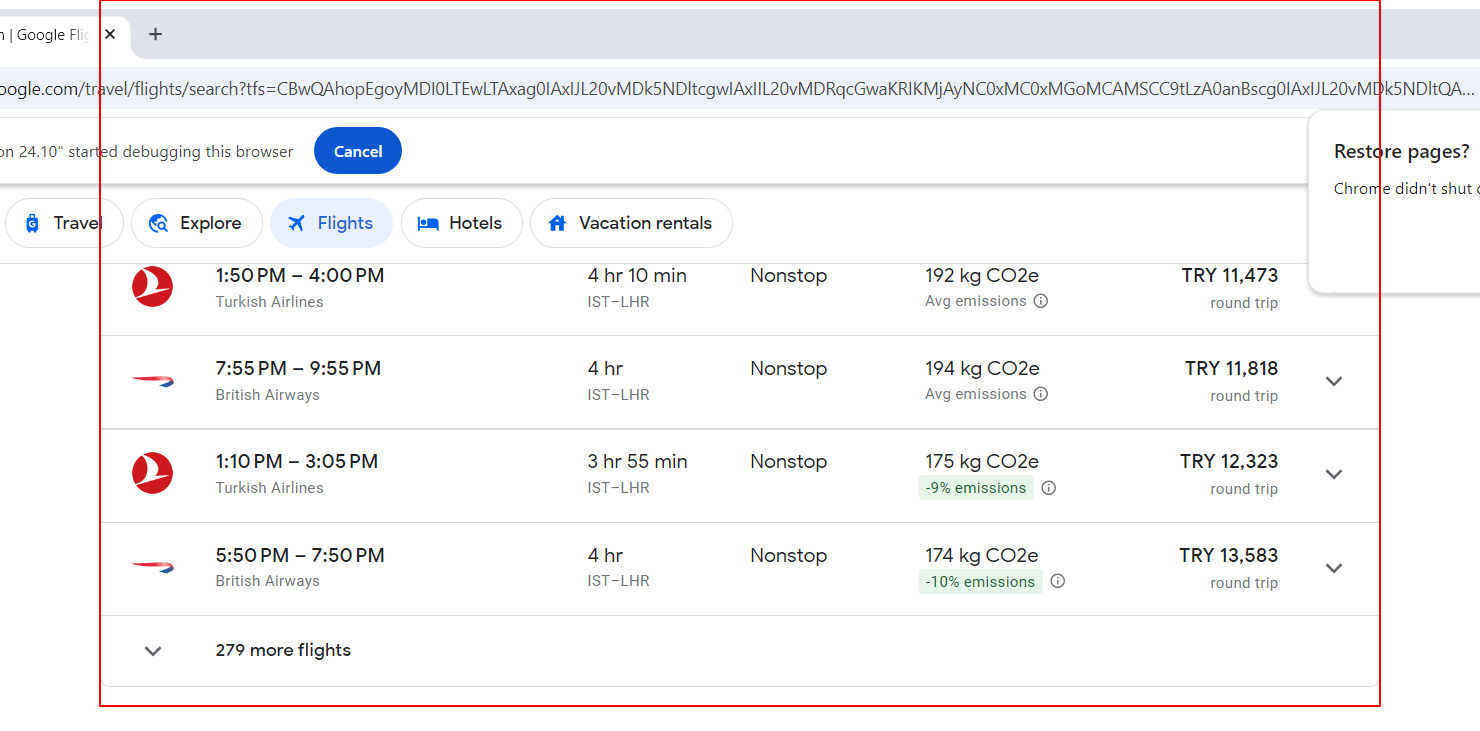 | Google Flig
oogle.com/travel/flights/search?tfs=CBwQAhopEgoyMDI0LTEwLTAxag0IAxIJL20vMDk5NDltcgwIAxIIL20vMDRqcGwaKRIKMjAyNC0xMC0xMGoMCAMSCC9tLzA0anBscg0IAxIJL20vMDk5NDltQA...
on 24.10" started debugging this browser
Cancel
Restore pages?
Chrome didn't shut
Travel
Explore
Flights
Hotels
Vacation rentals
1:50 PM – 4:00 PM 4 hr 10 min Nonstop 192 kg CO2e TRY 11,473
Turkish Airlines IST–LHR Avg emissions round trip
7:55 PM – 9:55 PM 4 hr Nonstop 194 kg CO2e TRY 11,818
British Airways IST–LHR Avg emissions round trip
1:10 PM – 3:05 PM 3 hr 55 min Nonstop 175 kg CO2e TRY 12,323
Turkish Airlines IST–LHR -9% emissions round trip
5:50 PM – 7:50 PM 4 hr Nonstop 174 kg CO2e TRY 13,583
British Airways IST–LHR -10% emissions round trip
279 more flights